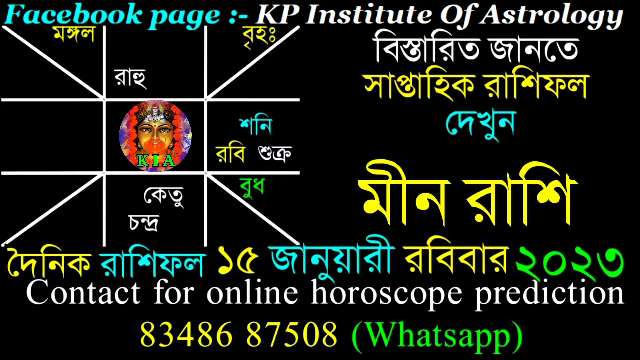 Facebook page :- KP Institute Of Astrology
মঙ্গল
বৃহঃ
রাহু
বিস্তারিত জানতে
সাপ্তাহিক রাশিফল
দেখুন
শনি
রবি শুক্র
KIA
বুধ
কেতু
চন্দ্র
মীন রাশি
দৈনিক রাশিফল ১৫ জানুয়ারী রবিবার ২০২৩
Contact for online horoscope prediction
83486 87508 (Whatsapp)